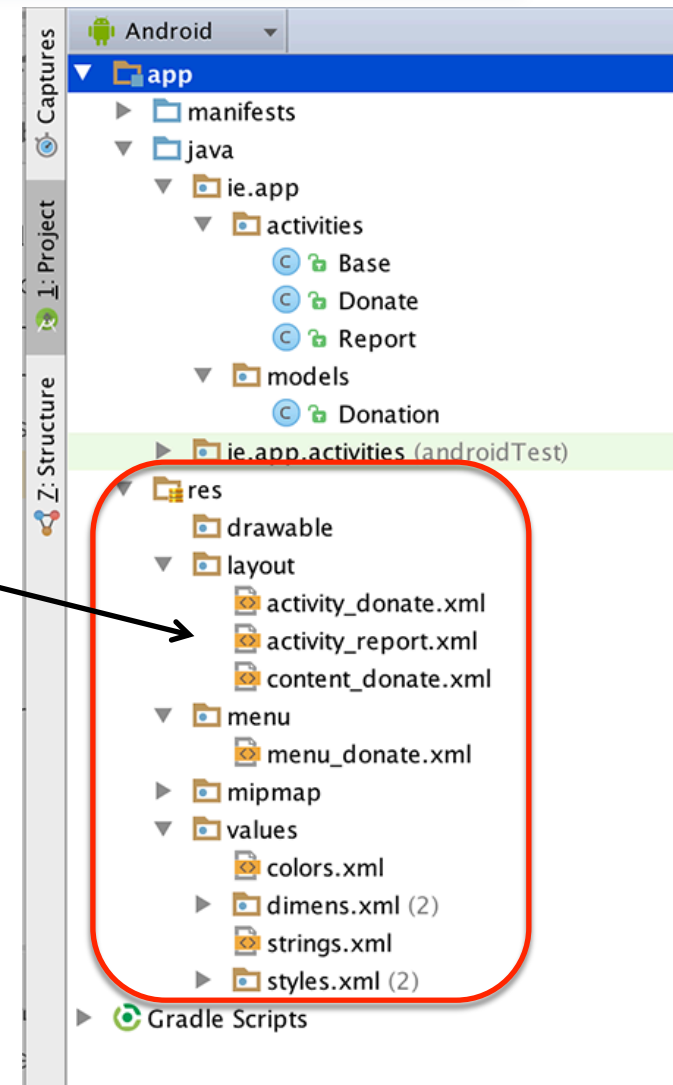 Captures
1: Project
Z: Structure
Android
app
manifests
java
ie.app
activities
C Base
C Donate
C Report
models
C Donation
ie.app.activities (androidTest)
res
drawable
layout
activity_donate.xml
activity_report.xml
content_donate.xml
menu
menu_donate.xml
mipmap
values
colors.xml
dimens.xml (2)
strings.xml
styles.xml (2)
Gradle Scripts